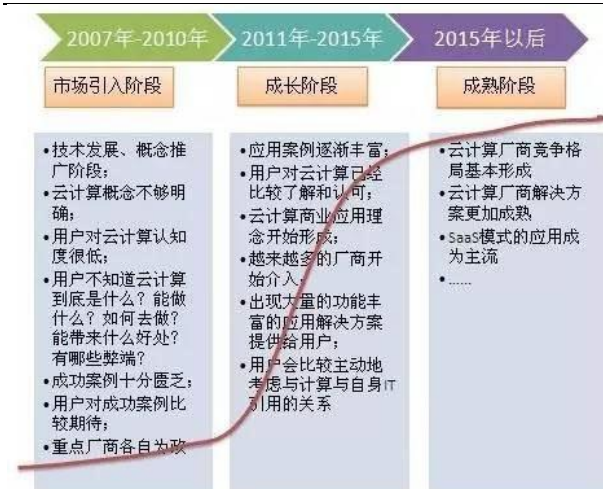 2007年-2010年
2011年-2015年
2015年以后
市场引入阶段
成长阶段
成熟阶段
•技术发展、概念推
广阶段；
•云计算概念不够明
确；
•用户对云计算认知
度很低；
•用户不知道云计算
到底是什么？能做
什么？如何去做？
能带来什么好处？
有哪些弊端？
•成功案例十分匮乏；
•用户对成功案例比
较期待；
•重点厂商各自为政
•应用案例逐渐丰富；
•用户对云计算已经
比较了解和认可；
•云计算商业应用理
念开始形成；
•越来越多的厂商开
始介入；
•出现大量的功能丰
富的应用解决方案
提供给用户；
•用户会比较主动地
考虑与计算与自身IT
引用的关系
•云计算厂商竞争格
局基本形成
•云计算厂商解决方
案更加成熟
•SaaS模式的应用成
为主流
•……